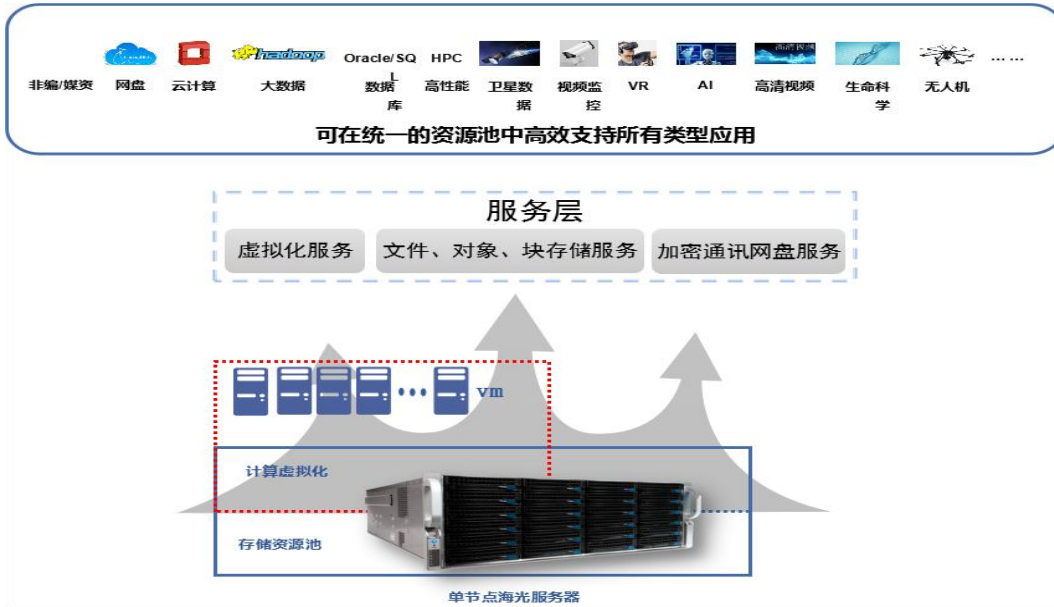 hadoop
Oracle/SQ HPC
L
非编/媒资 网盘 云计算 大数据 数据 高性能 卫星数 视频监 VR AI 高清视频 生命科 无人机 ... ...
库 据 控 学
可在统一的资源池中高效支持所有类型应用
服务层
虚拟化服务 文件、对象、块存储服务 加密通讯网盘服务
VM
计算虚拟化
存储资源池
单节点海光服务器